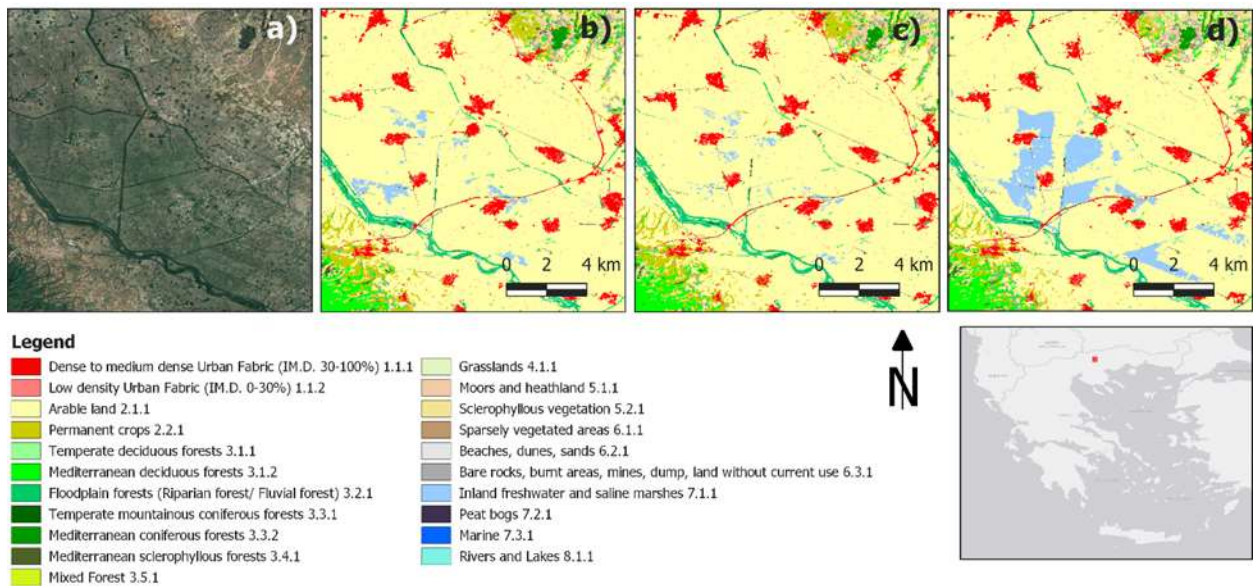 a)
b)
c)
d)
0 2 4 km
0 2 4 km
0 2 4 km
Legend
Dense to medium dense Urban Fabric (IM.D. 30-100%) 1.1.1
Low density Urban Fabric (IM.D. 0-30%) 1.1.2
Arable land 2.1.1
Permanent crops 2.2.1
Temperate deciduous forests 3.1.1
Mediterranean deciduous forests 3.1.2
Floodplain forests (Riparian forest/ Fluvial forest) 3.2.1
Temperate mountainous coniferous forests 3.3.1
Mediterranean coniferous forests 3.3.2
Mediterranean sclerophyllous forests 3.4.1
Mixed Forest 3.5.1
Grasslands 4.1.1
Moors and heathland 5.1.1
Sclerophyllous vegetation 5.2.1
Sparsely vegetated areas 6.1.1
Beaches, dunes, sands 6.2.1
Bare rocks, burnt areas, mines, dump, land without current use 6.3.1
Inland freshwater and saline marshes 7.1.1
Peat bogs 7.2.1
Marine 7.3.1
Rivers and Lakes 8.1.1
N